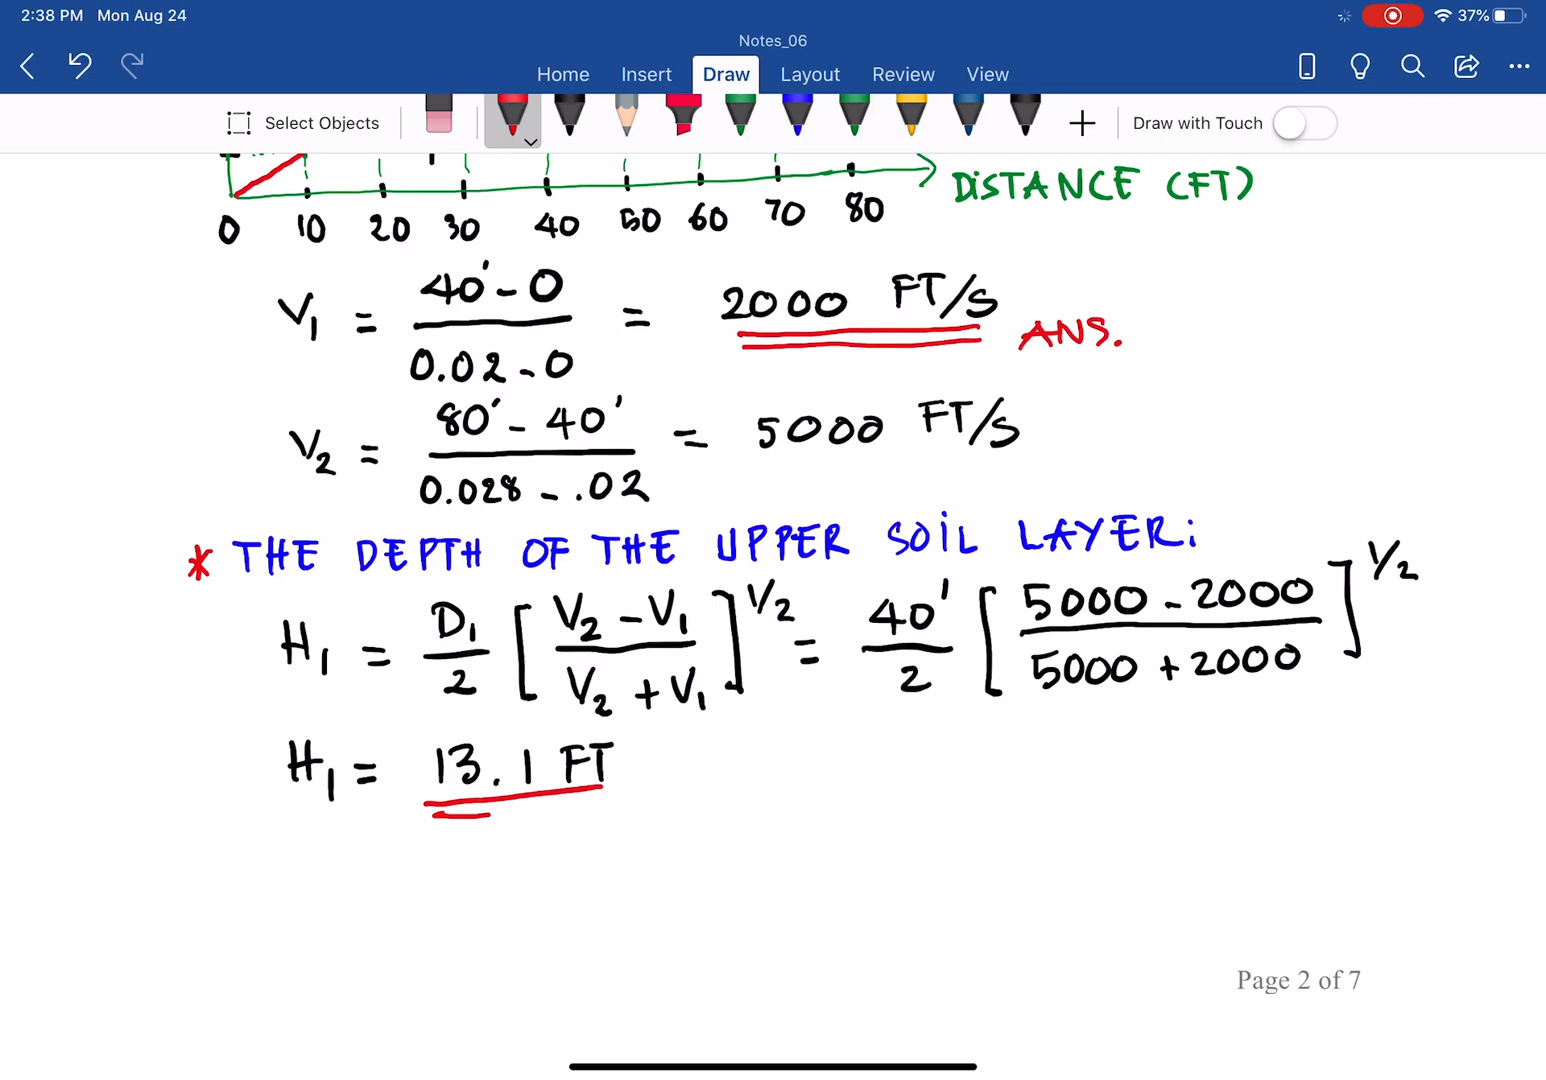 2:38 PM Mon Aug 24 37%
Notes_06
Home Insert Draw Layout Review View
Select Objects Draw with Touch
DISTANCE (FT)
0 10 20 30 40 50 60 70 80
V₁ = (40' - 0) / (0.02 - 0) = 2000 FT/S ANS.
V₂ = (80' - 40') / (0.028 - .02) = 5000 FT/S
* THE DEPTH OF THE UPPER SOIL LAYER:
H₁ = D₁/2 [ (V₂ - V₁) / (V₂ + V₁) ]^1/2 = 40'/2 [ (5000 - 2000) / (5000 + 2000) ]^1/2
H₁ = 13.1 FT
Page 2 of 7